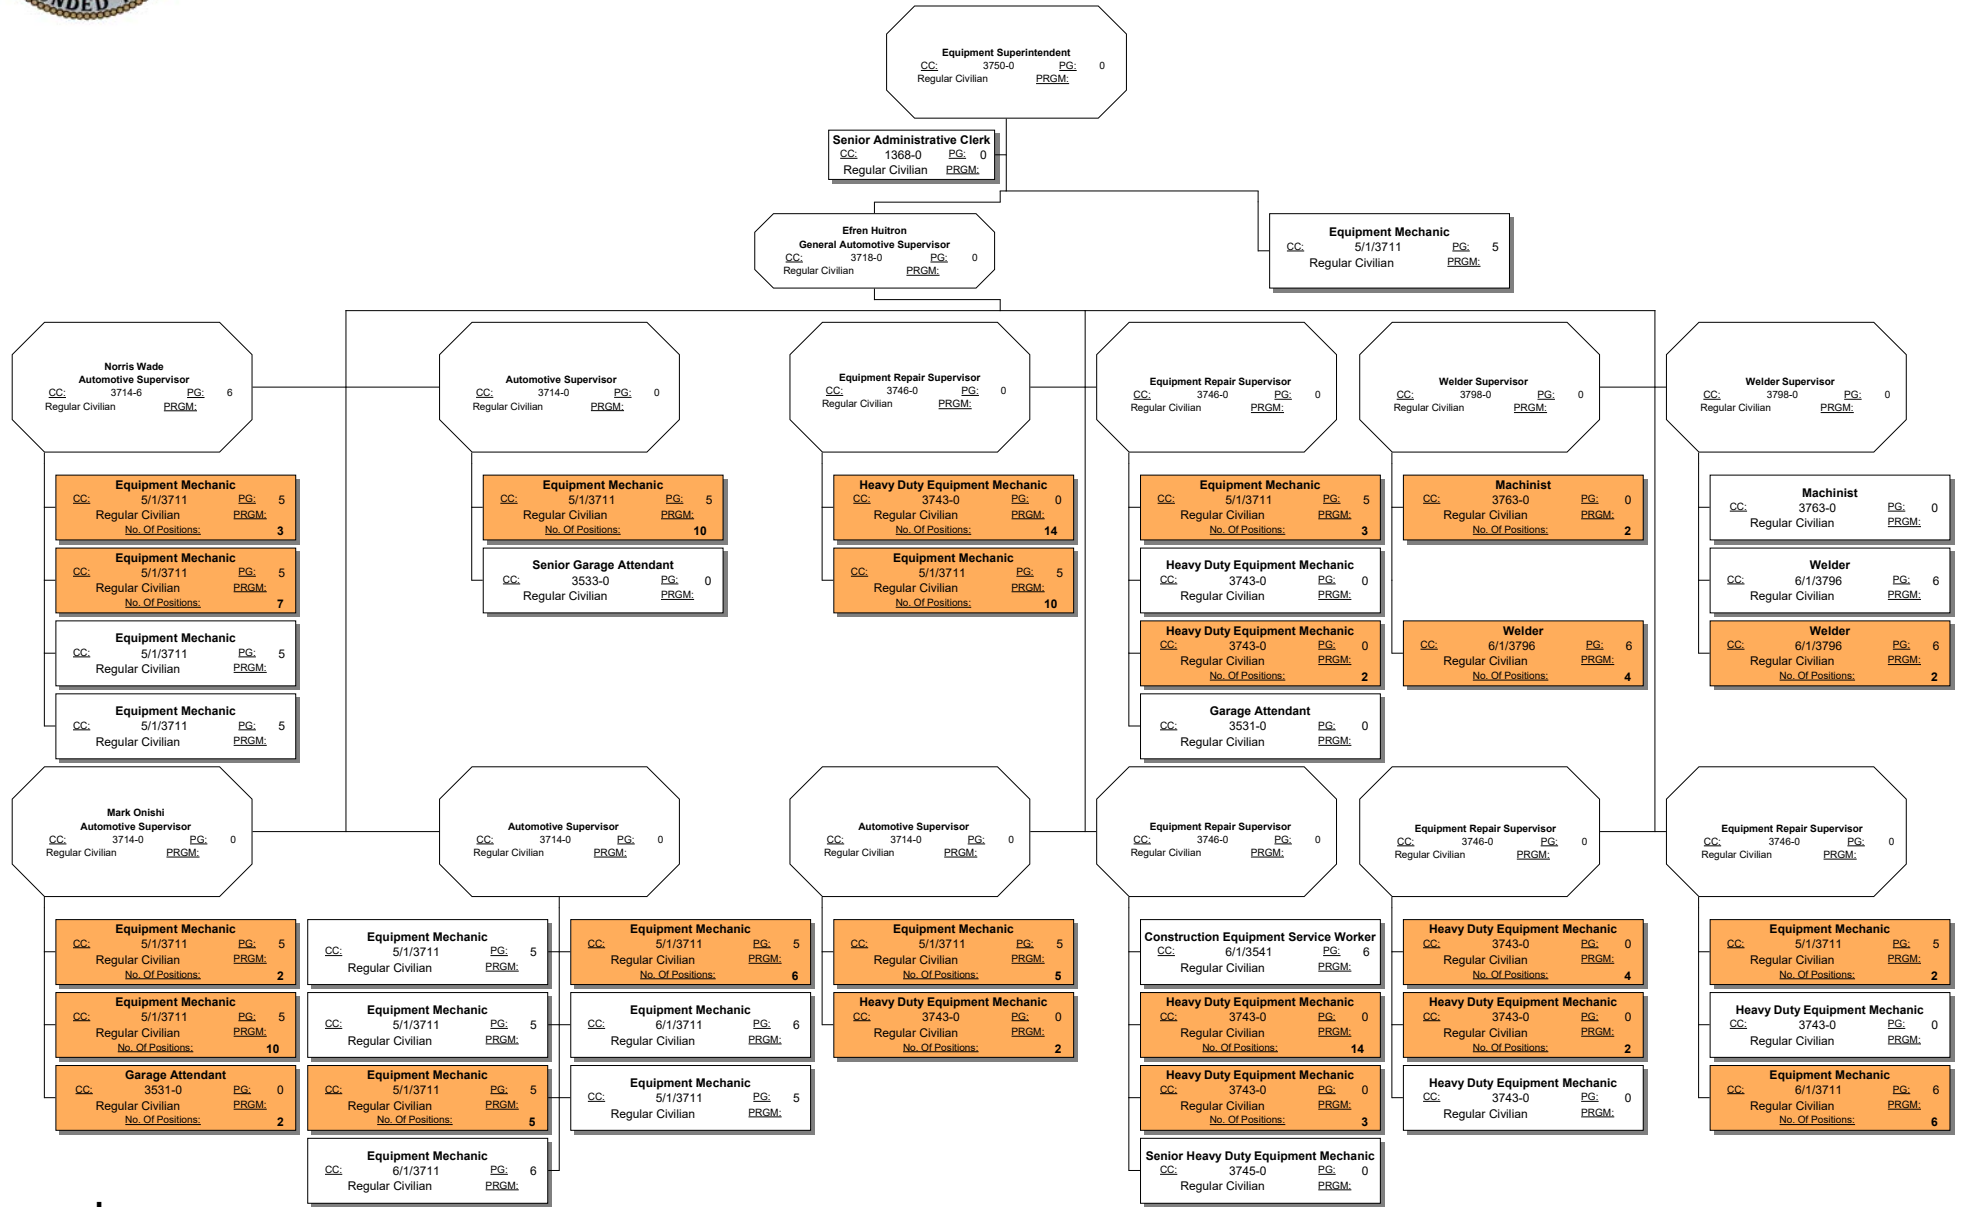 NDED
Equipment Superintendent
CC: 3750-0 PG: 0
Regular Civilian PRGM:
Senior Administrative Clerk
CC: 1368-0 PG: 0
Regular Civilian PRGM:
Efren Huitron
General Automotive Supervisor
CC: 3718-0 PG: 0
Regular Civilian PRGM:
Equipment Mechanic
CC: 5/1/3711 PG: 5
Regular Civilian PRGM:
Norris Wade
Automotive Supervisor
CC: 3714-6 PG: 6
Regular Civilian PRGM:
Automotive Supervisor
CC: 3714-0 PG: 0
Regular Civilian PRGM:
Equipment Repair Supervisor
CC: 3746-0 PG: 0
Regular Civilian PRGM:
Equipment Repair Supervisor
CC: 3746-0 PG: 0
Regular Civilian PRGM:
Welder Supervisor
CC: 3798-0 PG: 0
Regular Civilian PRGM:
Welder Supervisor
CC: 3798-0 PG: 0
Regular Civilian PRGM:
Equipment Mechanic
CC: 5/1/3711 PG: 5
Regular Civilian PRGM:
No. Of Positions: 3
Equipment Mechanic
CC: 5/1/3711 PG: 5
Regular Civilian PRGM:
No. Of Positions: 7
Equipment Mechanic
CC: 5/1/3711 PG: 5
Regular Civilian PRGM:
Equipment Mechanic
CC: 5/1/3711 PG: 5
Regular Civilian PRGM:
Equipment Mechanic
CC: 5/1/3711 PG: 5
Regular Civilian PRGM:
No. Of Positions: 10
Senior Garage Attendant
CC: 3533-0 PG: 0
Regular Civilian PRGM:
Heavy Duty Equipment Mechanic
CC: 3743-0 PG: 0
Regular Civilian PRGM:
No. Of Positions: 14
Equipment Mechanic
CC: 5/1/3711 PG: 5
Regular Civilian PRGM:
No. Of Positions: 10
Equipment Mechanic
CC: 5/1/3711 PG: 5
Regular Civilian PRGM:
No. Of Positions: 3
Heavy Duty Equipment Mechanic
CC: 3743-0 PG: 0
Regular Civilian PRGM:
Heavy Duty Equipment Mechanic
CC: 3743-0 PG: 0
Regular Civilian PRGM:
No. Of Positions: 2
Garage Attendant
CC: 3531-0 PG: 0
Regular Civilian PRGM:
Machinist
CC: 3763-0 PG: 0
Regular Civilian PRGM:
No. Of Positions: 2
Welder
CC: 6/1/3796 PG: 6
Regular Civilian PRGM:
No. Of Positions: 4
Machinist
CC: 3763-0 PG: 0
Regular Civilian PRGM:
Welder
CC: 6/1/3796 PG: 6
Regular Civilian PRGM:
Welder
CC: 6/1/3796 PG: 6
Regular Civilian PRGM:
No. Of Positions: 2
Mark Onishi
Automotive Supervisor
CC: 3714-0 PG: 0
Regular Civilian PRGM:
Automotive Supervisor
CC: 3714-0 PG: 0
Regular Civilian PRGM:
Automotive Supervisor
CC: 3714-0 PG: 0
Regular Civilian PRGM:
Equipment Repair Supervisor
CC: 3746-0 PG: 0
Regular Civilian PRGM:
Equipment Repair Supervisor
CC: 3746-0 PG: 0
Regular Civilian PRGM:
Equipment Repair Supervisor
CC: 3746-0 PG: 0
Regular Civilian PRGM:
Equipment Mechanic
CC: 5/1/3711 PG: 5
Regular Civilian PRGM:
No. Of Positions: 2
Equipment Mechanic
CC: 5/1/3711 PG: 5
Regular Civilian PRGM:
No. Of Positions: 10
Garage Attendant
CC: 3531-0 PG: 0
Regular Civilian PRGM:
No. Of Positions: 2
Equipment Mechanic
CC: 5/1/3711 PG: 5
Regular Civilian PRGM:
Equipment Mechanic
CC: 5/1/3711 PG: 5
Regular Civilian PRGM:
Equipment Mechanic
CC: 5/1/3711 PG: 5
Regular Civilian PRGM:
No. Of Positions: 5
Equipment Mechanic
CC: 6/1/3711 PG: 6
Regular Civilian PRGM:
Equipment Mechanic
CC: 5/1/3711 PG: 5
Regular Civilian PRGM:
No. Of Positions: 6
Equipment Mechanic
CC: 6/1/3711 PG: 6
Regular Civilian PRGM:
Equipment Mechanic
CC: 5/1/3711 PG: 5
Regular Civilian PRGM:
Equipment Mechanic
CC: 5/1/3711 PG: 5
Regular Civilian PRGM:
No. Of Positions: 5
Heavy Duty Equipment Mechanic
CC: 3743-0 PG: 0
Regular Civilian PRGM:
No. Of Positions: 2
Construction Equipment Service Worker
CC: 6/1/3541 PG: 6
Regular Civilian PRGM:
Heavy Duty Equipment Mechanic
CC: 3743-0 PG: 0
Regular Civilian PRGM:
No. Of Positions: 14
Heavy Duty Equipment Mechanic
CC: 3743-0 PG: 0
Regular Civilian PRGM:
No. Of Positions: 3
Senior Heavy Duty Equipment Mechanic
CC: 3745-0 PG: 0
Regular Civilian PRGM:
Heavy Duty Equipment Mechanic
CC: 3743-0 PG: 0
Regular Civilian PRGM:
No. Of Positions: 4
Heavy Duty Equipment Mechanic
CC: 3743-0 PG: 0
Regular Civilian PRGM:
No. Of Positions: 2
Heavy Duty Equipment Mechanic
CC: 3743-0 PG: 0
Regular Civilian PRGM:
Equipment Mechanic
CC: 5/1/3711 PG: 5
Regular Civilian PRGM:
No. Of Positions: 2
Heavy Duty Equipment Mechanic
CC: 3743-0 PG: 0
Regular Civilian PRGM:
Equipment Mechanic
CC: 6/1/3711 PG: 6
Regular Civilian PRGM:
No. Of Positions: 6